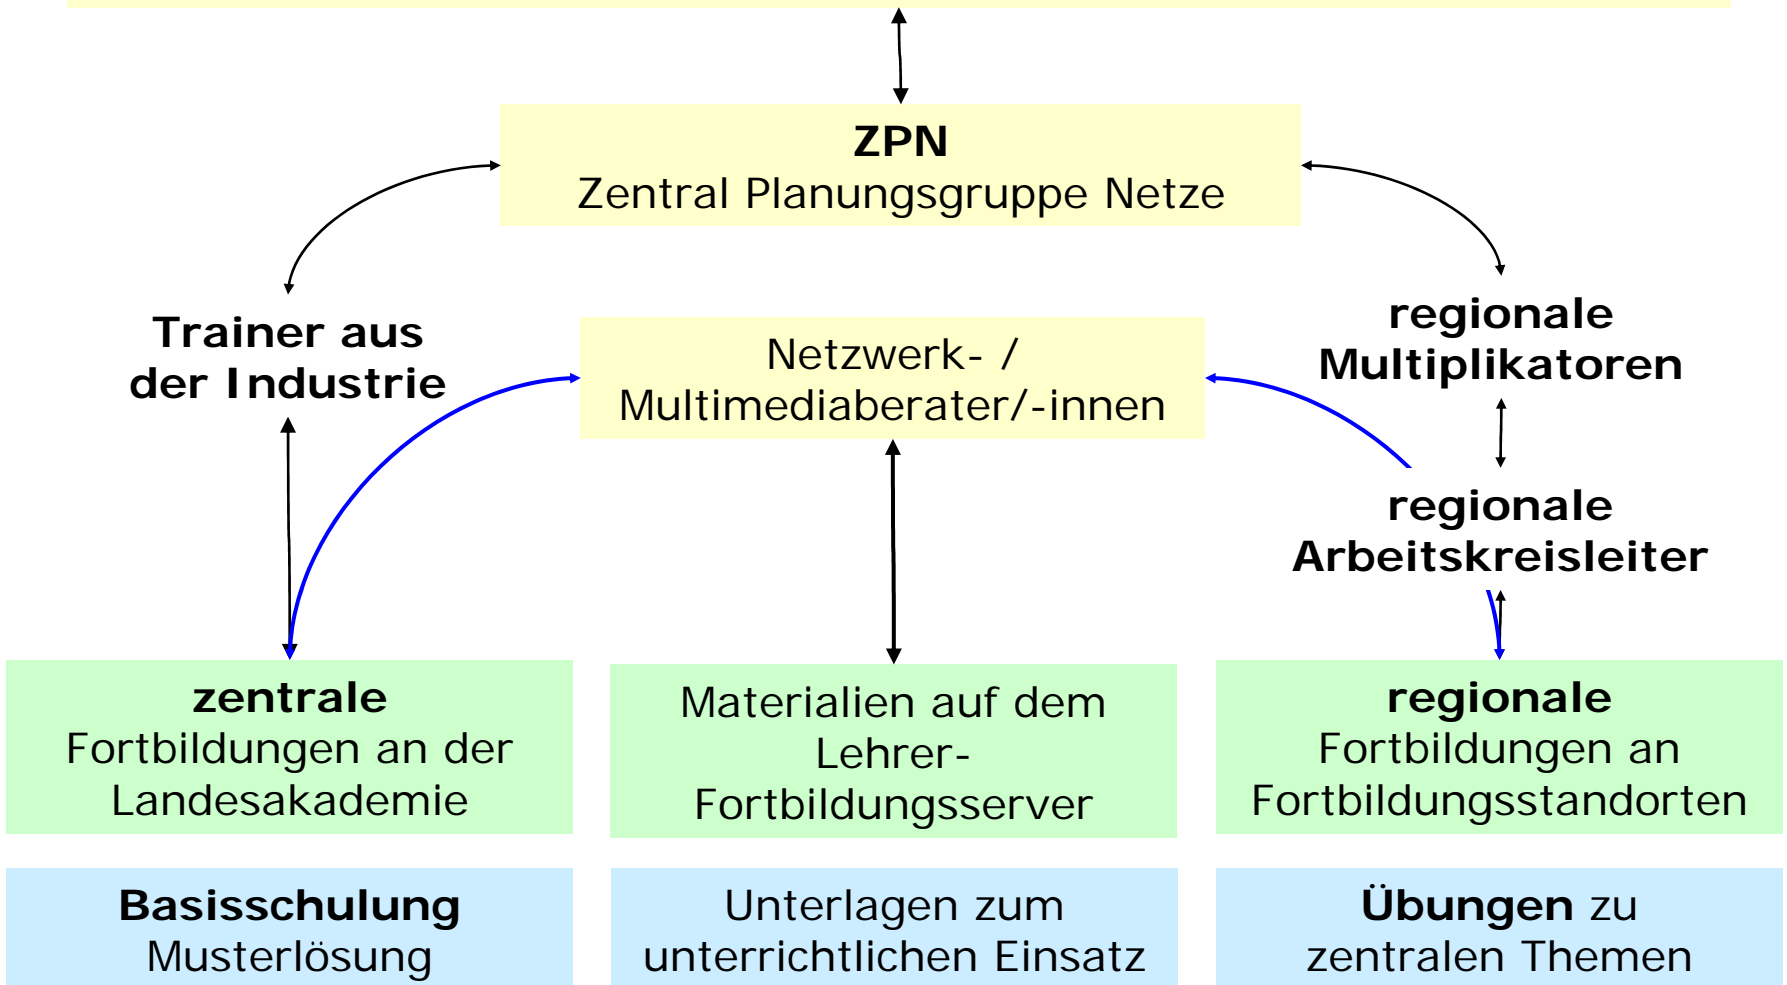 ZPN
Zentral Planungsgruppe Netze
Trainer aus
der Industrie
Netzwerk- /
Multimediaberater/-innen
regionale
Multiplikatoren
regionale
Arbeitskreisleiter
zentrale
Fortbildungen an der
Landesakademie
Materialien auf dem
Lehrer-
Fortbildungsserver
regionale
Fortbildungen an
Fortbildungsstandorten
Basisschulung
Musterlösung
Unterlagen zum
unterrichtlichen Einsatz
Übungen zu
zentralen Themen